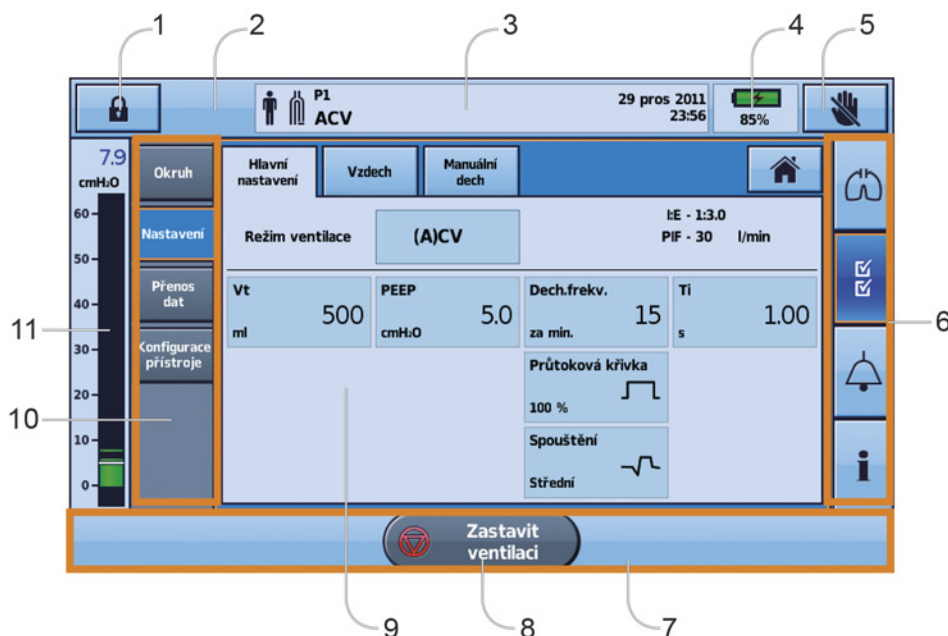 1
2
3
4
5
P1
ACV
29 pros 2011
23:56
85%
7.9
cmH2O
60
50
40
30
20
10
0
Okruh
Nastavení
Přenos
dat
Konfigurace
přístroje
Hlavní
nastavení
Vzdech
Manuální
dech
Režim ventilace
(A)CV
I:E - 1:3.0
PIF - 30 l/min
Vt
500
ml
PEEP
5.0
cmH2O
Dech.frekv.
15
za min.
Ti
1.00
s
Průtoková křivka
100 %
Spouštění
Střední
Zastavit
ventilaci
6
11
10
9
8
7